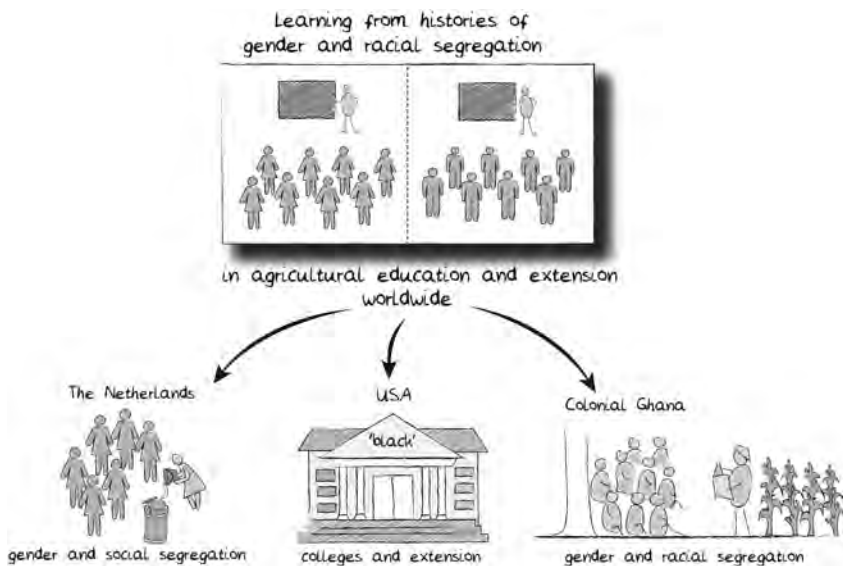 Learning from histories of
gender and racial segregation
in agricultural education and extension
worldwide
The Netherlands
gender and social segregation
USA
'black'
colleges and extension
Colonial Ghana
gender and racial segregation